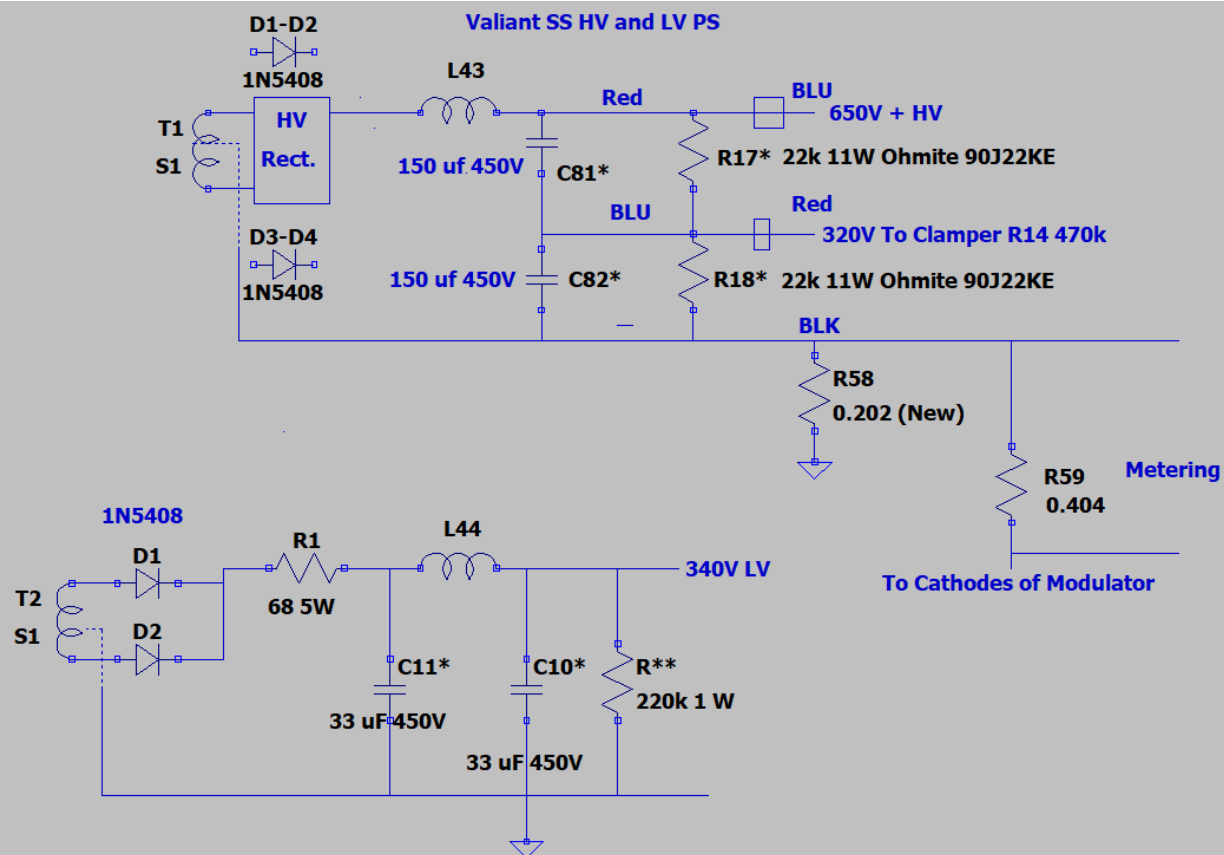 Valiant SS HV and LV PS
D1-D2
1N5408
L43
T1
S1
HV
Rect.
Red
BLU
650V + HV
150 uf 450V
C81*
R17*
22k 11W Ohmite 90J22KE
BLU
Red
320V To Clamper R14 470k
D3-D4
1N5408
150 uf 450V
C82*
R18*
22k 11W Ohmite 90J22KE
BLK
R58
0.202 (New)
R59
0.404
Metering
To Cathodes of Modulator
1N5408
D1
R1
68 5W
L44
340V LV
T2
S1
D2
C11*
33 uF 450V
C10*
33 uF 450V
R**
220k 1 W